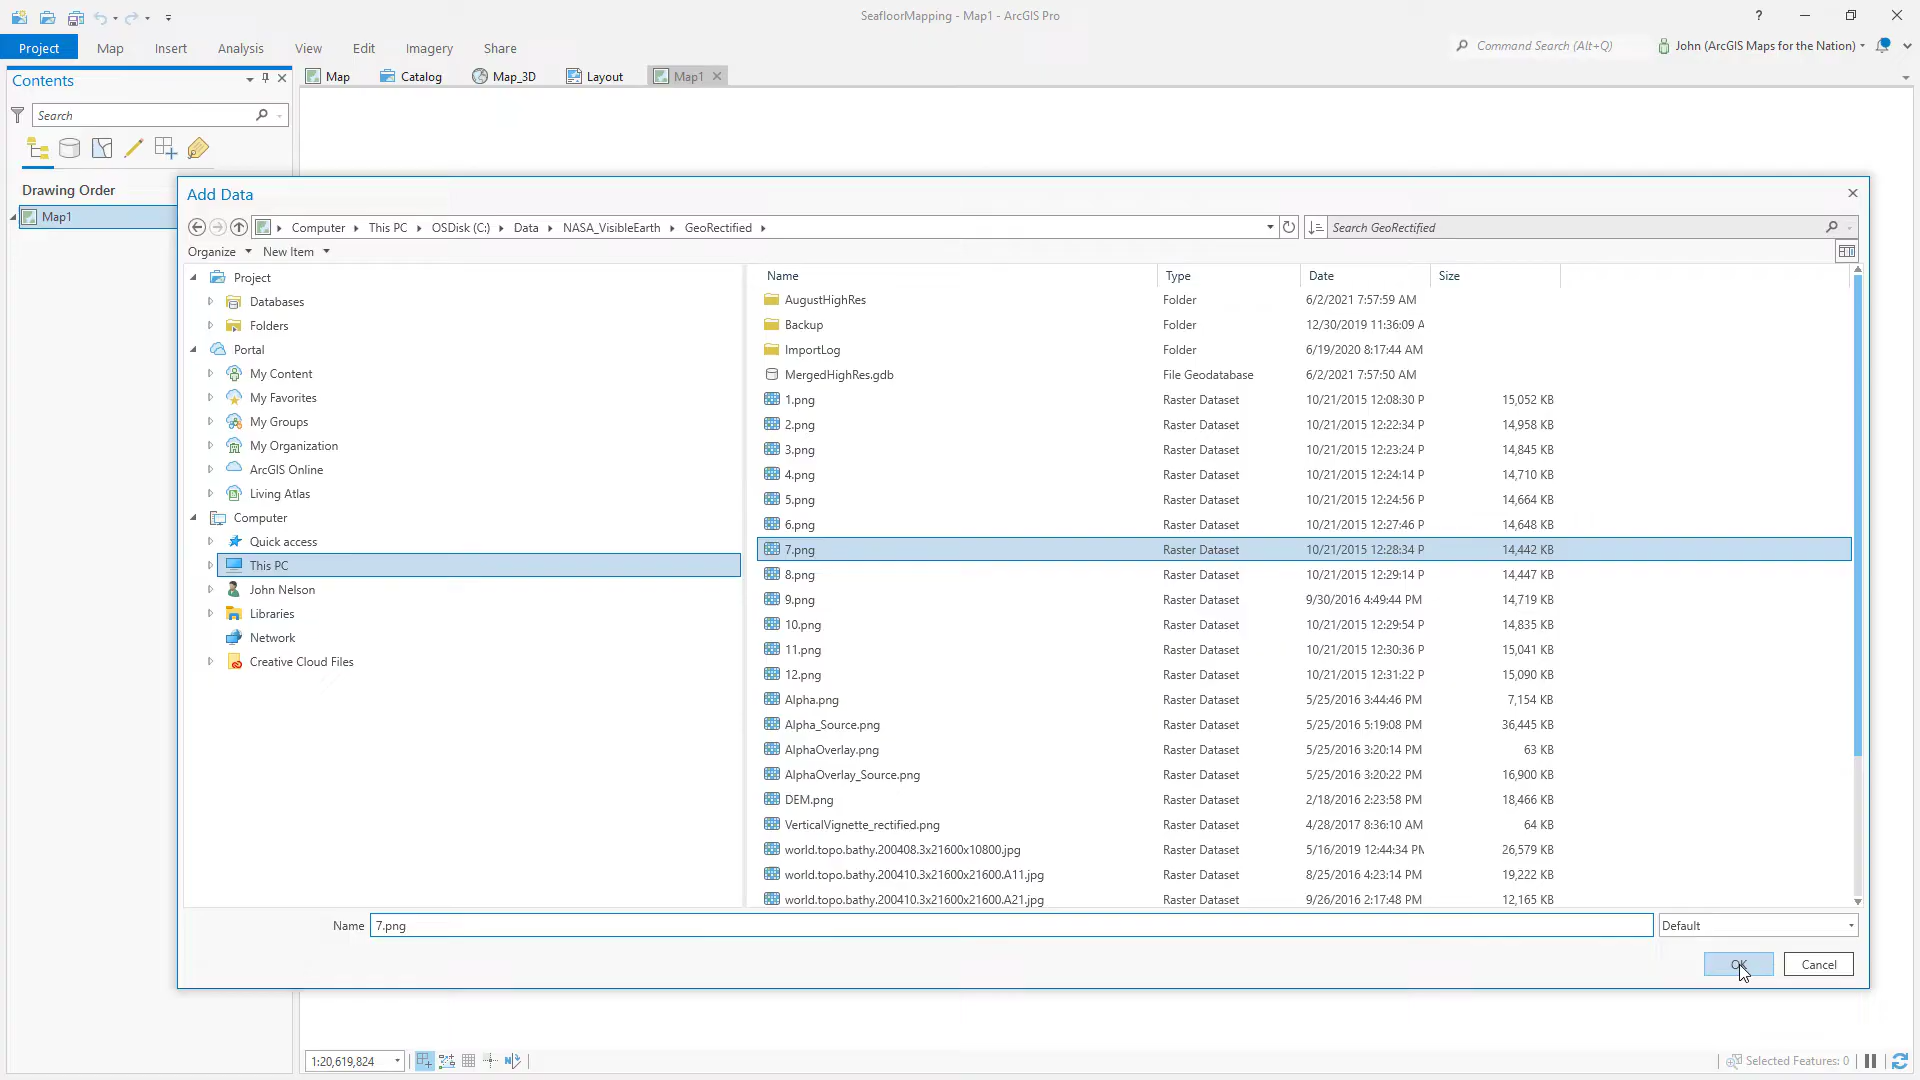 SeafloorMapping - Map1 - ArcGIS Pro
?
Project Map Insert Analysis View Edit Imagery Share
Command Search (Alt+Q)
John (ArcGIS Maps for the Nation)
Contents
Map Catalog Map_3D Layout Map1
Search
Drawing Order
Map1
Add Data
Computer This PC OSDisk (C:) Data NASA_VisibleEarth GeoRectified
Search GeoRectified
Organize New Item
Project
Databases
Folders
Portal
My Content
My Favorites
My Groups
My Organization
ArcGIS Online
Living Atlas
Computer
Quick access
This PC
John Nelson
Libraries
Network
Creative Cloud Files
Name Type Date Size
AugustHighRes Folder 6/2/2021 7:57:59 AM
Backup Folder 12/30/2019 11:36:09 A
ImportLog Folder 6/19/2020 8:17:44 AM
MergedHighRes.gdb File Geodatabase 6/2/2021 7:57:50 AM
1.png Raster Dataset 10/21/2015 12:08:30 P 15,052 KB
2.png Raster Dataset 10/21/2015 12:22:34 P 14,958 KB
3.png Raster Dataset 10/21/2015 12:23:24 P 14,845 KB
4.png Raster Dataset 10/21/2015 12:24:14 P 14,710 KB
5.png Raster Dataset 10/21/2015 12:24:56 P 14,664 KB
6.png Raster Dataset 10/21/2015 12:27:46 P 14,648 KB
7.png Raster Dataset 10/21/2015 12:28:34 P 14,442 KB
8.png Raster Dataset 10/21/2015 12:29:14 P 14,447 KB
9.png Raster Dataset 9/30/2016 4:49:44 PM 14,719 KB
10.png Raster Dataset 10/21/2015 12:29:54 P 14,835 KB
11.png Raster Dataset 10/21/2015 12:30:36 P 15,041 KB
12.png Raster Dataset 10/21/2015 12:31:22 P 15,090 KB
Alpha.png Raster Dataset 5/25/2016 3:44:46 PM 7,154 KB
Alpha_Source.png Raster Dataset 5/25/2016 5:19:08 PM 36,445 KB
AlphaOverlay.png Raster Dataset 5/25/2016 3:20:14 PM 63 KB
AlphaOverlay_Source.png Raster Dataset 5/25/2016 3:20:22 PM 16,900 KB
DEM.png Raster Dataset 2/18/2016 2:23:58 PM 18,466 KB
VerticalVignette_rectified.png Raster Dataset 4/28/2017 8:36:10 AM 64 KB
world.topo.bathy.200408.3x21600x10800.jpg Raster Dataset 5/16/2019 12:44:34 PM 26,579 KB
world.topo.bathy.200410.3x21600x21600.A11.jpg Raster Dataset 8/25/2016 4:23:14 PM 19,222 KB
world.topo.bathy.200410.3x21600x21600.A21.jpg Raster Dataset 9/26/2016 2:17:48 PM 12,165 KB
Name 7.png Default
OK Cancel
1:20,619,824
Selected Features: 0